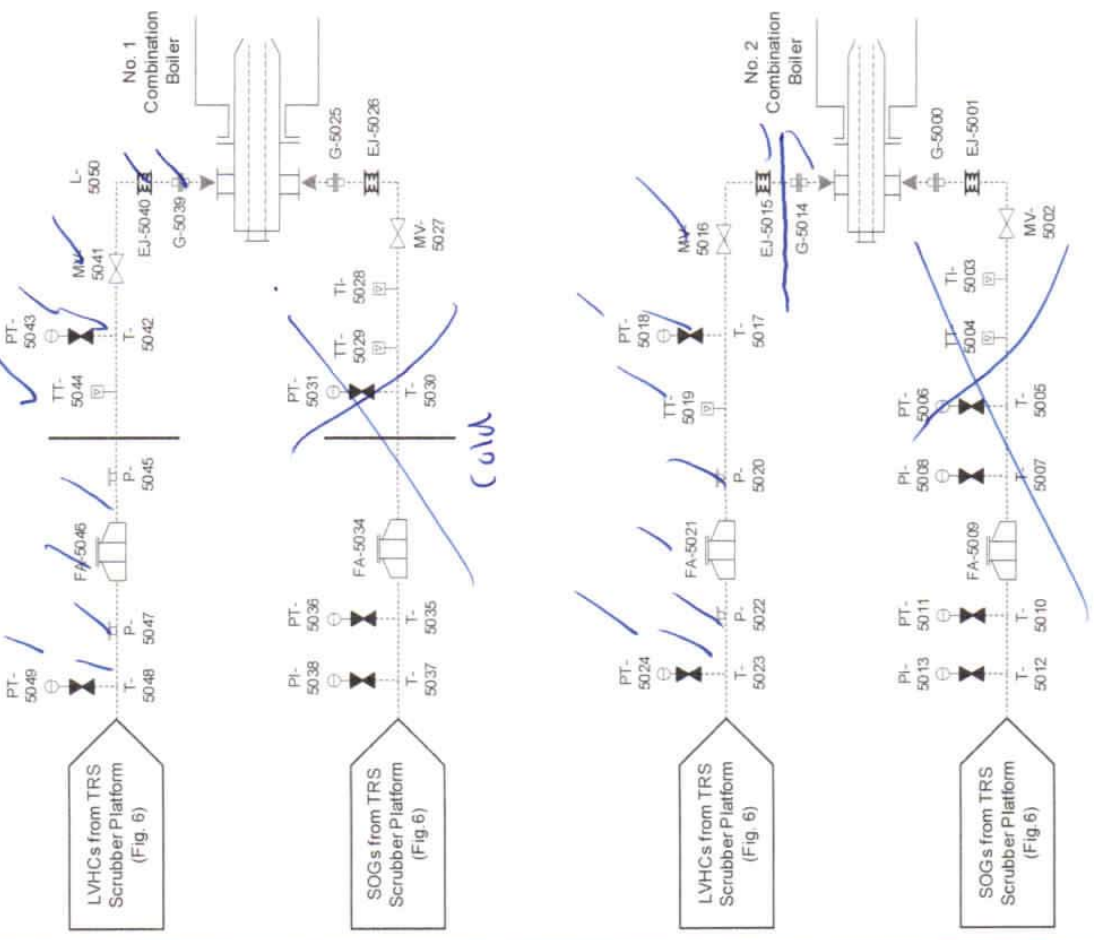 No. 1
Combination
Boiler
L-
5050
EJ-5040
G-5039
G-5025
EJ-5026
MV-
5041
MV-
5027
PT-
5043
T-
5042
TI-
5028
TT-
5029
TT-
5044
PT-
5031
T-
5030
Cold
P-
5045
FA-5046
FA-5034
P-
5047
PT-
5036
T-
5035
PT-
5049
T-
5048
PI-
5038
T-
5037
LVHCs from TRS
Scrubber Platform
(Fig. 6)
SOGs from TRS
Scrubber Platform
(Fig. 6)
No. 2
Combination
Boiler
EJ-5015
G-5014
G-5000
EJ-5001
MV-
5016
MV-
5002
PT-
5018
T-
5017
TI-
5003
TT-
5004
TT-
5019
PT-
5006
T-
5005
P-
5020
PI-
5008
T-
5007
FA-5021
FA-5009
P-
5022
PT-
5011
T-
5010
PT-
5024
T-
5023
PI-
5013
T-
5012
LVHCs from TRS
Scrubber Platform
(Fig. 6)
SOGs from TRS
Scrubber Platform
(Fig. 6)